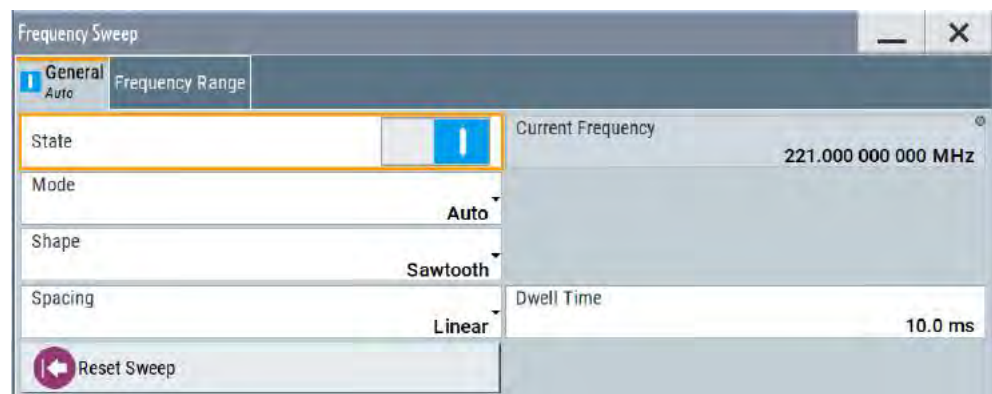 Frequency Sweep
General
Auto
Frequency Range
State
Current Frequency
221.000 000 000 MHz
Mode
Auto
Shape
Sawtooth
Spacing
Linear
Dwell Time
10.0 ms
Reset Sweep